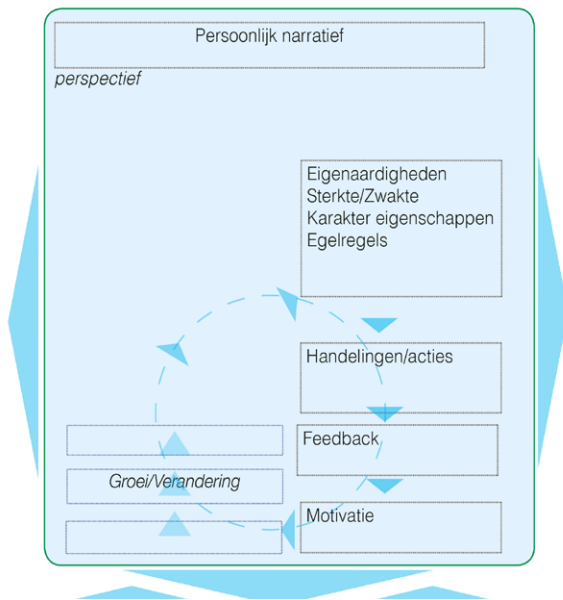 Persoonlijk narratief
perspectief
Eigenaardigheden
Sterkte/Zwakte
Karakter eigenschappen
Egelregels
Handelingen/acties
Feedback
Groei/Verandering
Motivatie